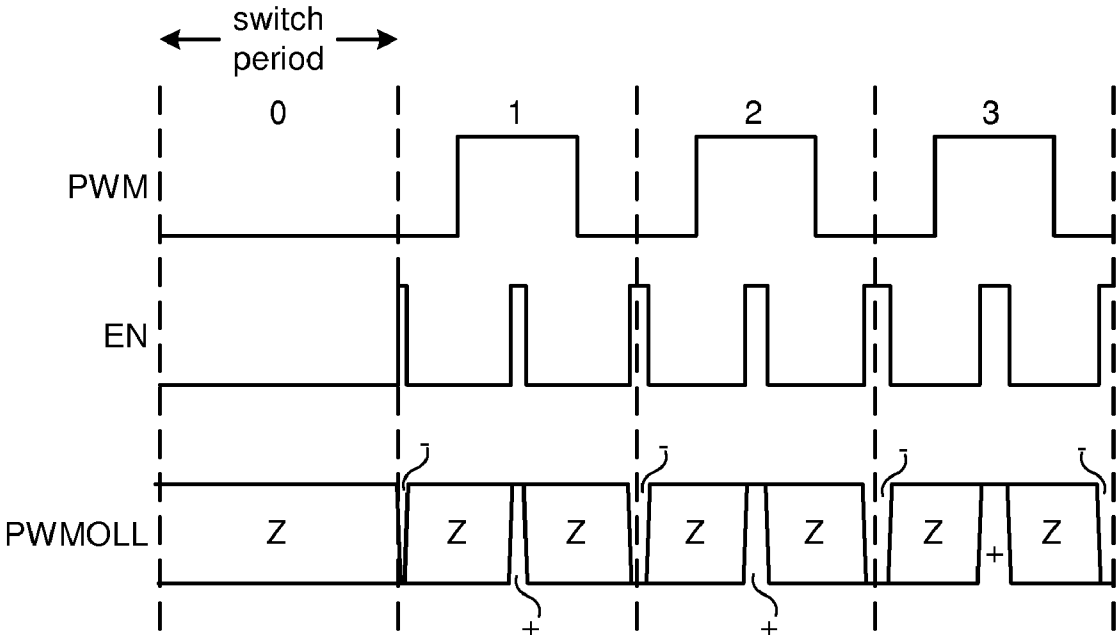 switch
period
0 1 2 3
PWM
EN
- - - -
PWMOLL Z Z Z Z Z Z + Z
+ +